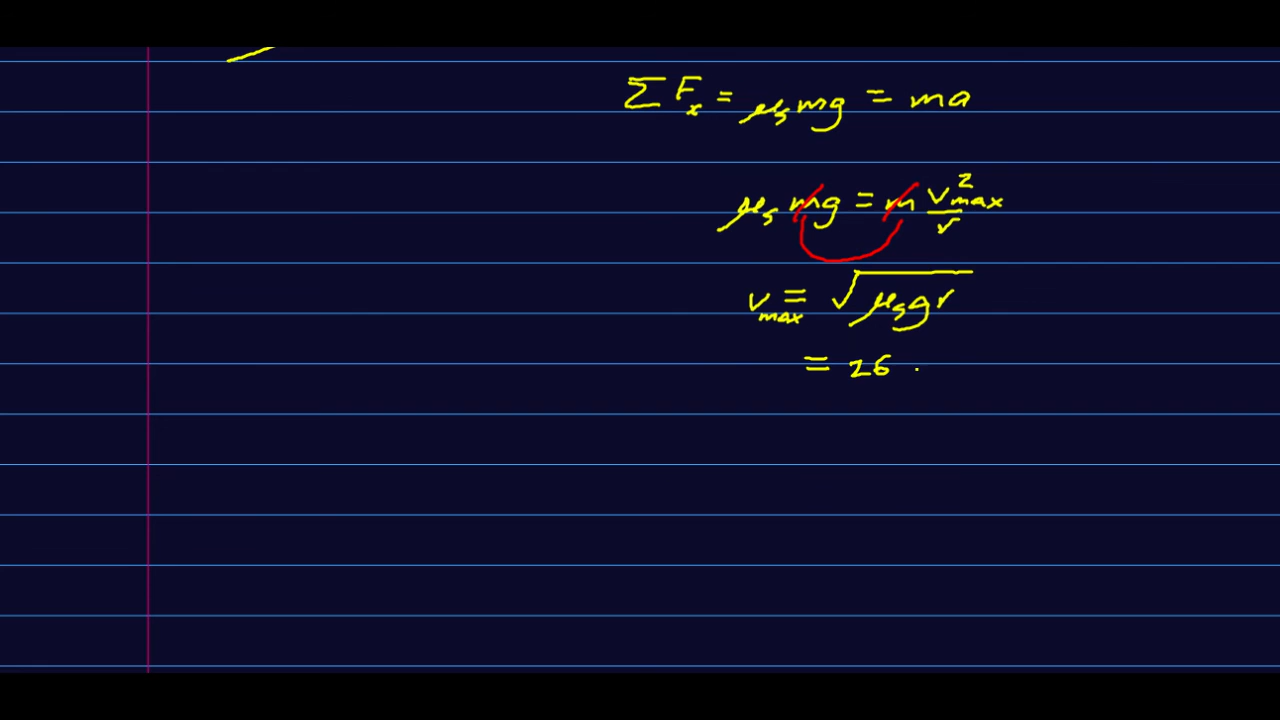 ΣFₓ = μₛmg = ma
μₛmg = m v²ₘₐₓ/r
vₘₐₓ = √(μₛgr)
= 26 .